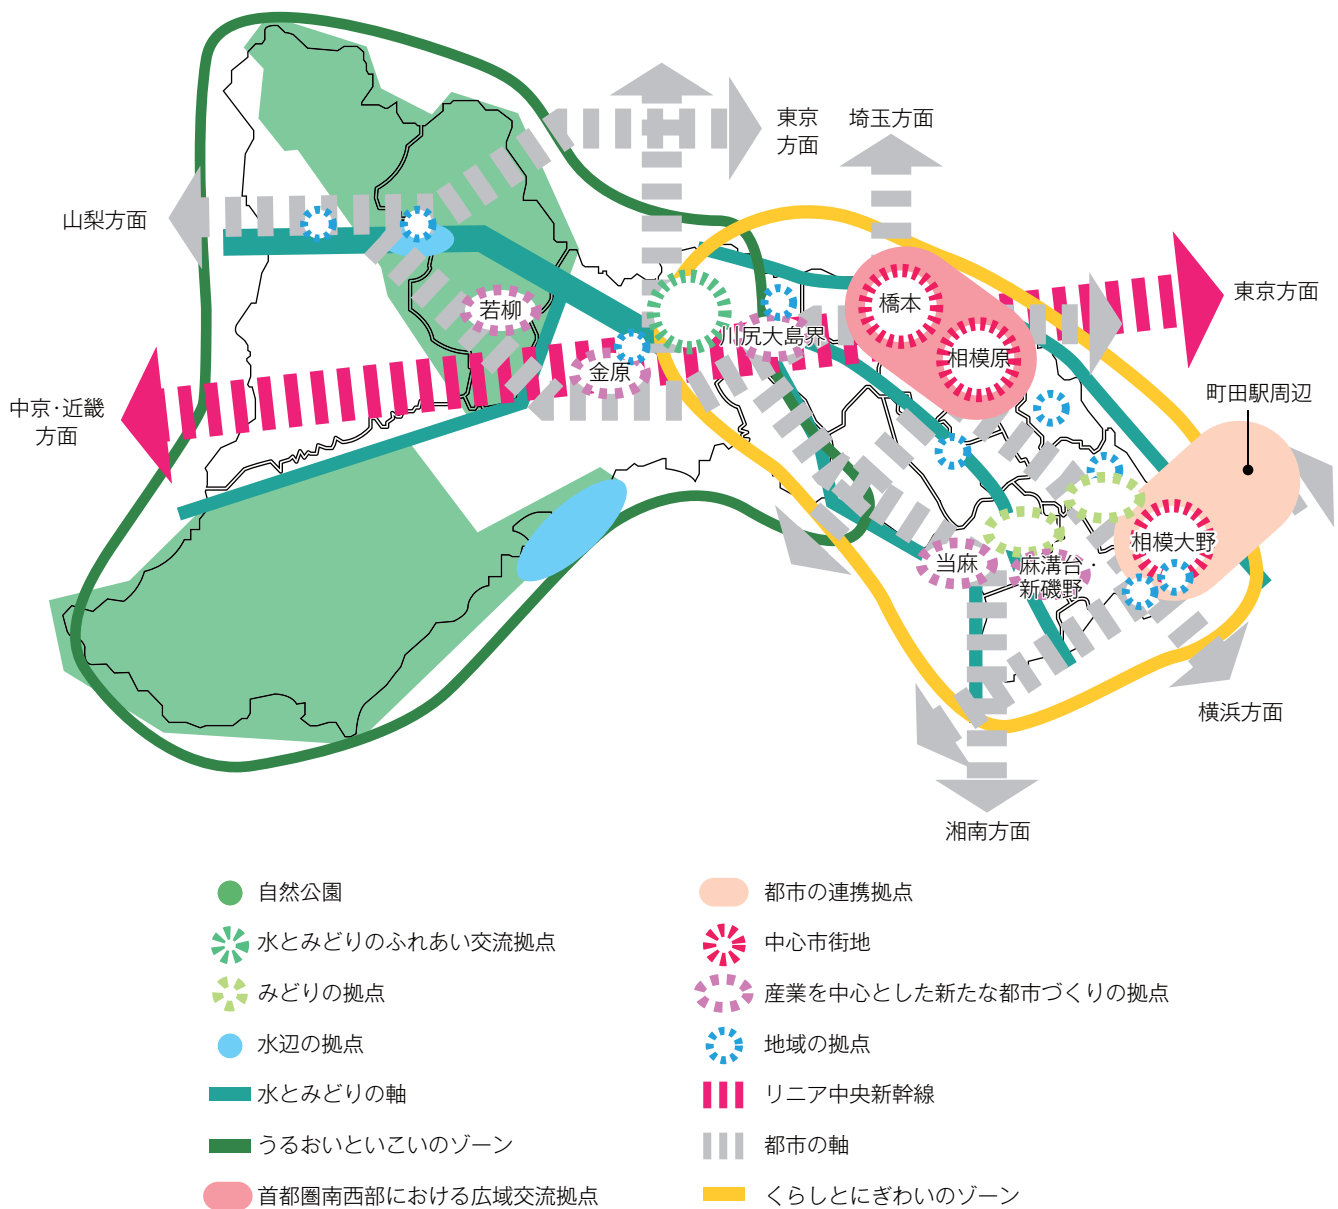 東京
方面
埼玉方面
山梨方面
東京方面
橋本
若柳
川尻大島界
相模原
金原
町田駅周辺
中京・近畿
方面
相模大野
当麻
麻溝台・
新磯野
横浜方面
湘南方面
自然公園
水とみどりのふれあい交流拠点
みどりの拠点
水辺の拠点
水とみどりの軸
うるおいといこいのゾーン
首都圏南西部における広域交流拠点
都市の連携拠点
中心市街地
産業を中心とした新たな都市づくりの拠点
地域の拠点
リニア中央新幹線
都市の軸
くらしとにぎわいのゾーン